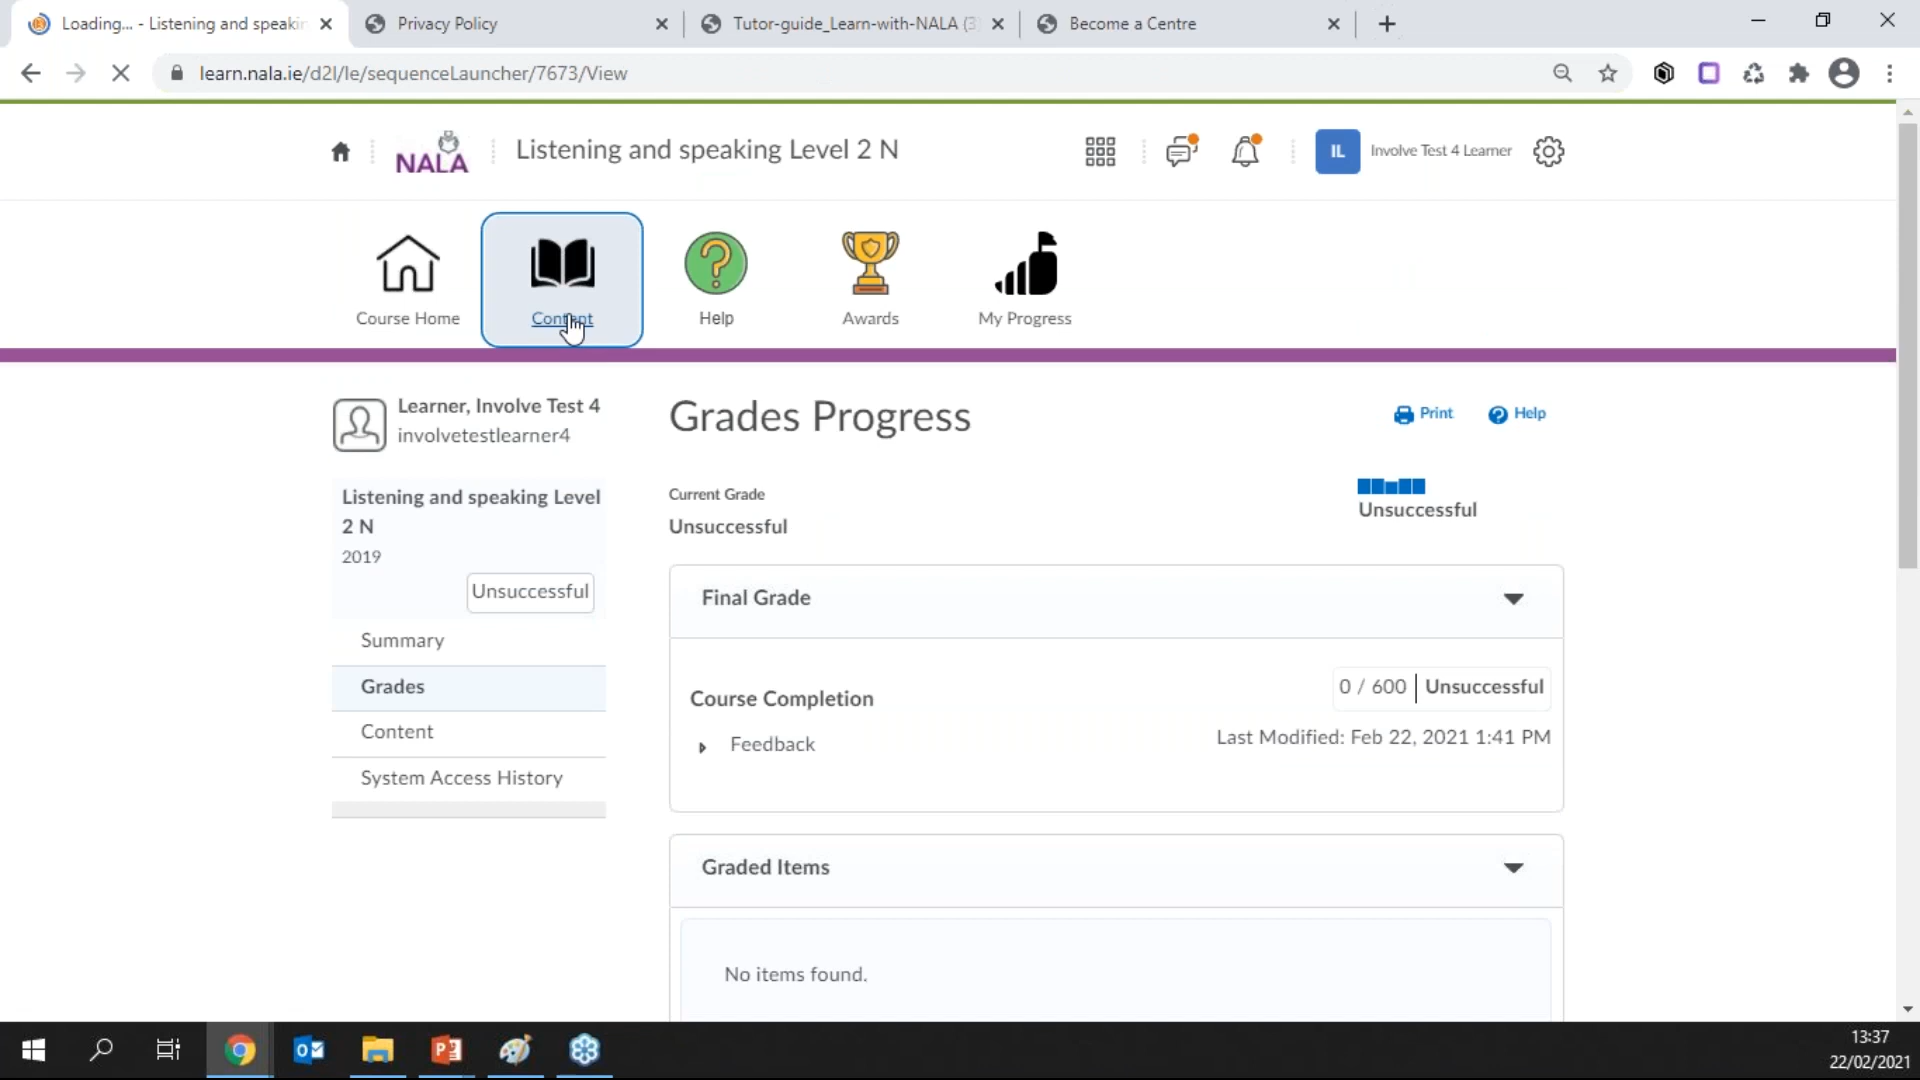 Loading... - Listening and speakin
Privacy Policy
Tutor-guide_Learn-with-NALA (3
Become a Centre
learn.nala.ie/d2l/le/sequenceLauncher/7673/View
NALA
Listening and speaking Level 2 N
IL
Involve Test 4 Learner
Course Home
Content
Help
Awards
My Progress
Learner, Involve Test 4
involvetestlearner4
Grades Progress
Print
Help
Listening and speaking Level
2 N
2019
Unsuccessful
Current Grade
Unsuccessful
Unsuccessful
Summary
Grades
Content
System Access History
Final Grade
Course Completion
0 / 600 | Unsuccessful
Feedback
Last Modified: Feb 22, 2021 1:41 PM
Graded Items
No items found.
13:37
22/02/2021